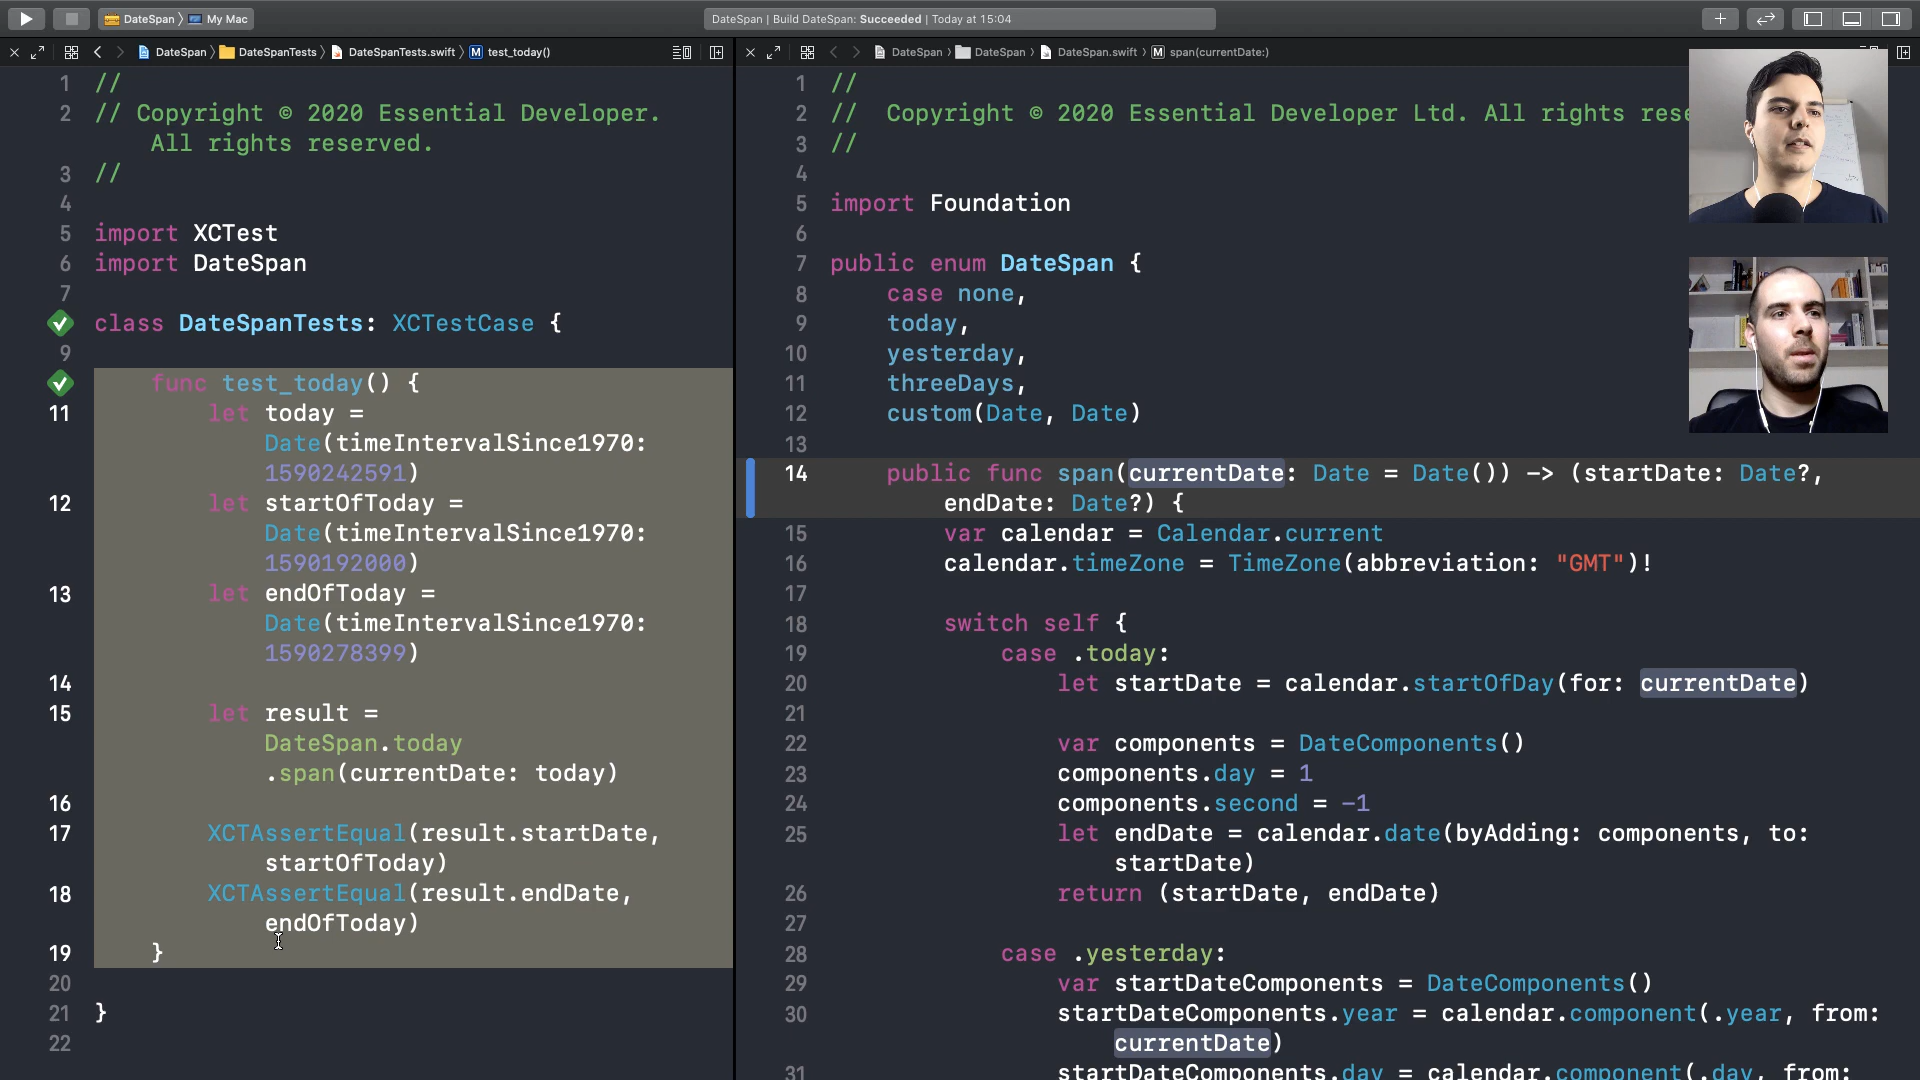 DateSpan 〉 My Mac
DateSpan | Build DateSpan: Succeeded | Today at 15:04
DateSpan 〉 DateSpanTests 〉 DateSpanTests.swift 〉 M test_today()
1 //
2 // Copyright © 2020 Essential Developer.
All rights reserved.
3 //
4
5 import XCTest
6 import DateSpan
7
class DateSpanTests: XCTestCase {
9
func test_today() {
11 let today =
Date(timeIntervalSince1970:
1590242591)
12 let startOfToday =
Date(timeIntervalSince1970:
1590192000)
13 let endOfToday =
Date(timeIntervalSince1970:
1590278399)
14
15 let result =
DateSpan.today
.span(currentDate: today)
16
17 XCTAssertEqual(result.startDate,
startOfToday)
18 XCTAssertEqual(result.endDate,
endOfToday)
19 }
20
21 }
22
DateSpan 〉 DateSpan 〉 DateSpan.swift 〉 M span(currentDate:)
1 //
2 // Copyright © 2020 Essential Developer Ltd. All rights rese
3 //
4
5 import Foundation
6
7 public enum DateSpan {
8 case none,
9 today,
10 yesterday,
11 threeDays,
12 custom(Date, Date)
13
14 public func span(currentDate: Date = Date()) -> (startDate: Date?,
endDate: Date?) {
15 var calendar = Calendar.current
16 calendar.timeZone = TimeZone(abbreviation: "GMT")!
17
18 switch self {
19 case .today:
20 let startDate = calendar.startOfDay(for: currentDate)
21
22 var components = DateComponents()
23 components.day = 1
24 components.second = -1
25 let endDate = calendar.date(byAdding: components, to:
startDate)
26 return (startDate, endDate)
27
28 case .yesterday:
29 var startDateComponents = DateComponents()
30 startDateComponents.year = calendar.component(.year, from:
currentDate)
31 startDateComponents.day = calendar.component(.day, from: